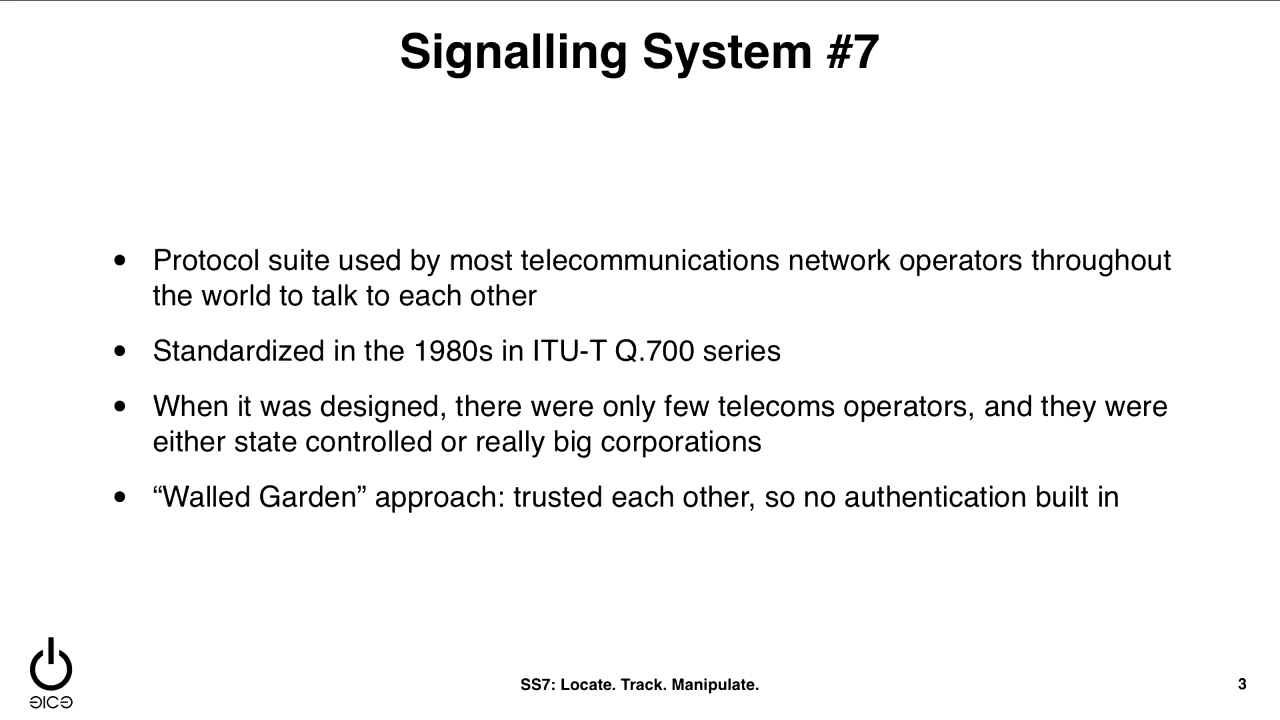 Signalling System #7
• Protocol suite used by most telecommunications network operators throughout
the world to talk to each other
• Standardized in the 1980s in ITU-T Q.700 series
• When it was designed, there were only few telecoms operators, and they were
either state controlled or really big corporations
• “Walled Garden” approach: trusted each other, so no authentication built in
SS7: Locate. Track. Manipulate.
3